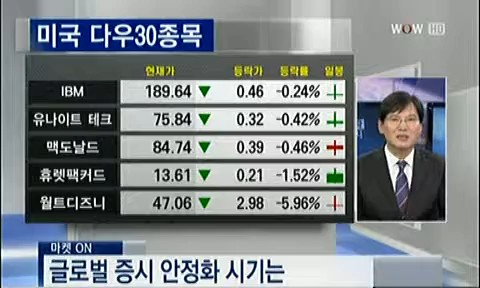 미국 다우30종목
WOW HD
현재가 등락가 등락률 일봉
IBM 189.64 ▼ 0.46 -0.24%
유나이트 테크 75.84 ▼ 0.32 -0.42%
맥도날드 84.74 ▼ 0.39 -0.46%
휴렛팩커드 13.61 ▼ 0.21 -1.52%
월트디즈니 47.06 ▼ 2.98 -5.96%
마켓 ON
글로벌 증시 안정화 시기는